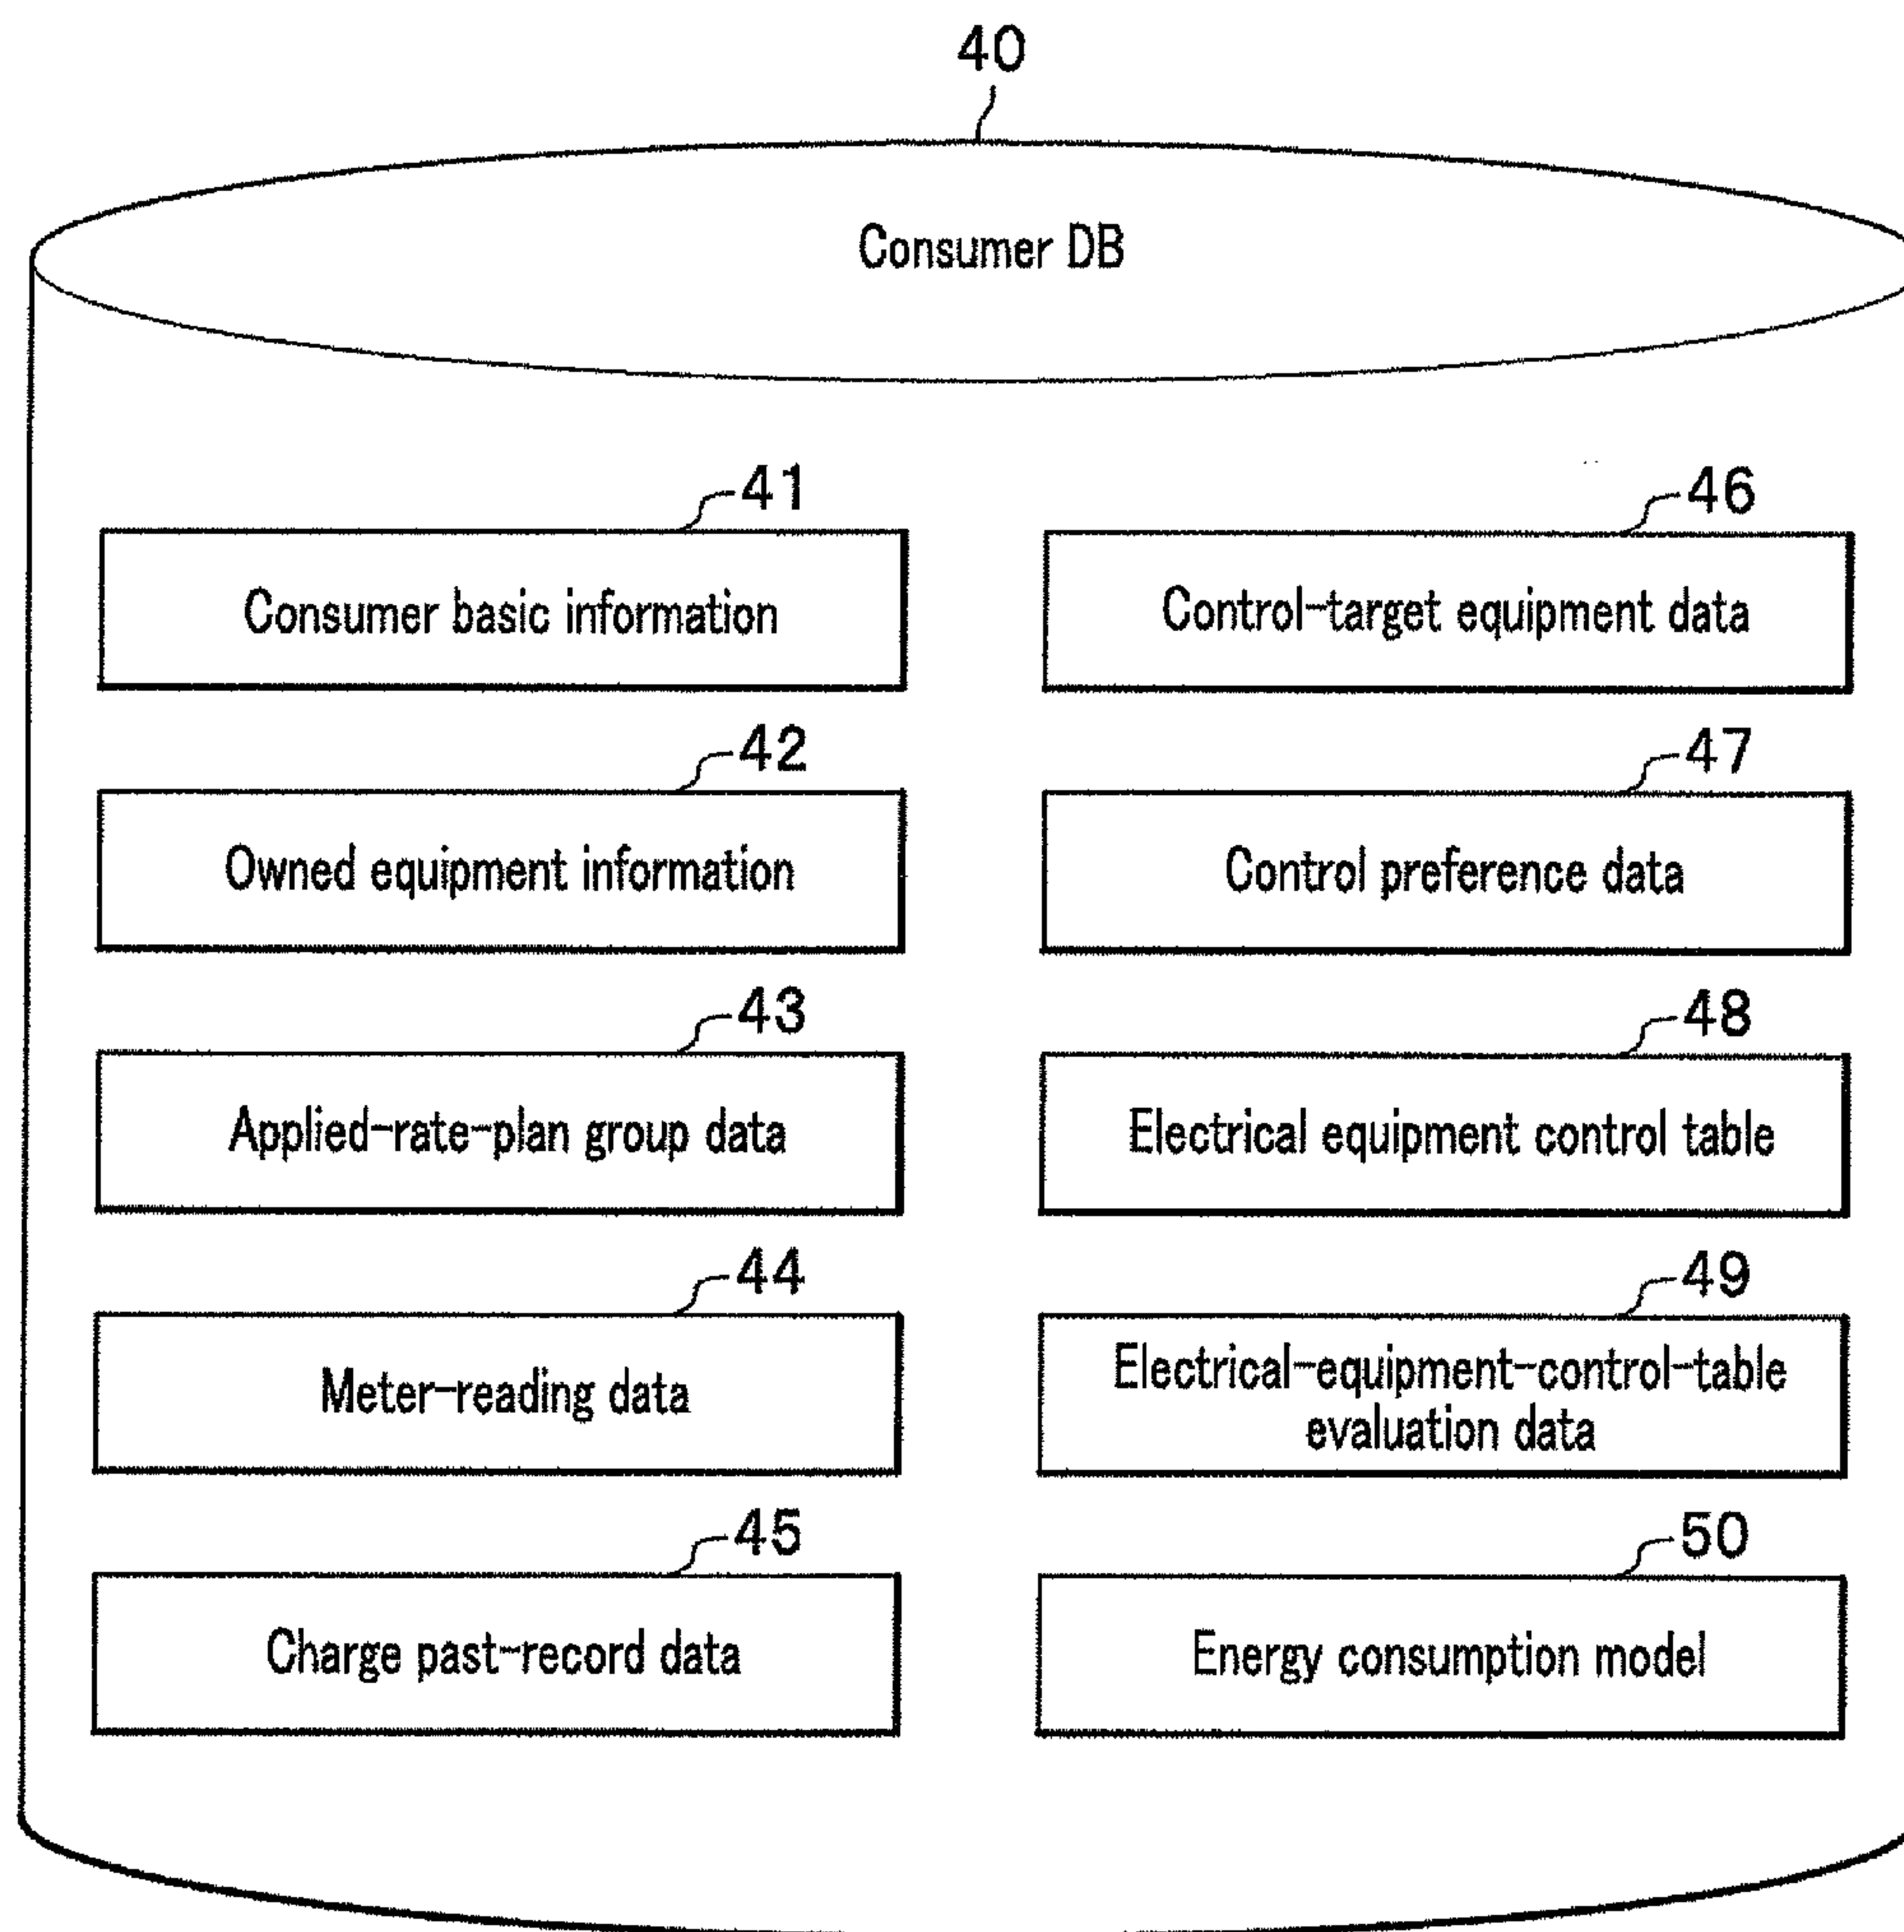 40
Consumer DB
41
Consumer basic information
42
Owned equipment information
43
Applied-rate-plan group data
44
Meter-reading data
45
Charge past-record data
46
Control-target equipment data
47
Control preference data
48
Electrical equipment control table
49
Electrical-equipment-control-table
evaluation data
50
Energy consumption model